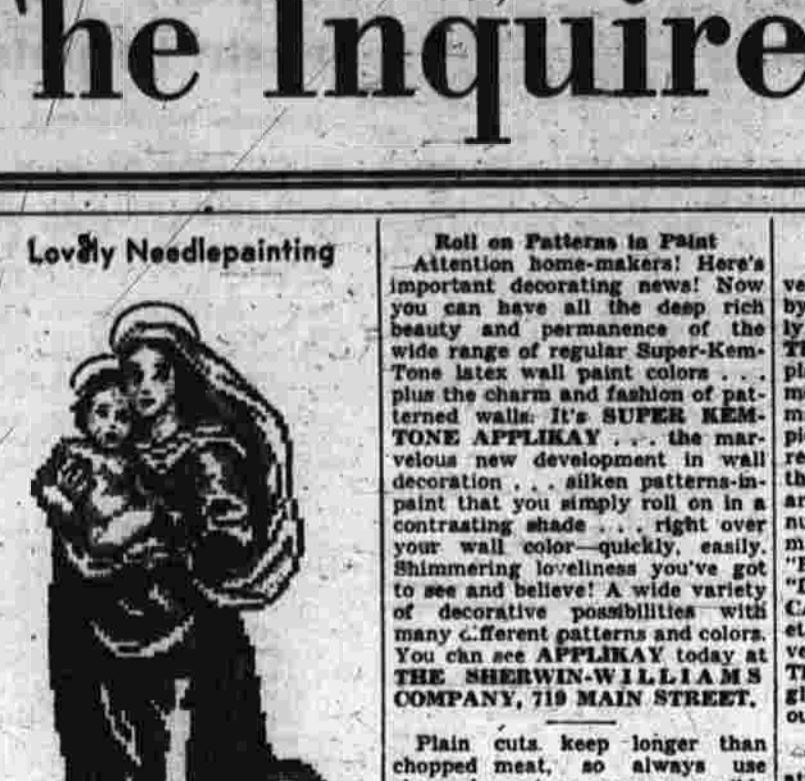 The Inquire
Lovely Needlepainting
Roll on Patterns in Paint
Attention home-makers! Here's
important decorating news! Now
you can have all the deep rich
beauty and permanence of the
wide range of regular Super-Kem-
Tone latex wall paint colors . . .
plus the charm and fashion of pat-
terned walls. It's SUPER KEM-
TONE APPLIKAY . . . the mar-
velous new development in wall
decoration . . . silken patterns-in-
paint that you simply roll on in a
contrasting shade . . . right over
your wall color—quickly, easily.
Shimmering loveliness you've got
to see and believe! A wide variety
of decorative possibilities with
many different patterns and colors.
You can see APPLIKAY today at
THE SHERWIN-WILLIAMS
COMPANY, 719 MAIN STREET.
Plain cuts keep longer than
chopped meat, so always use